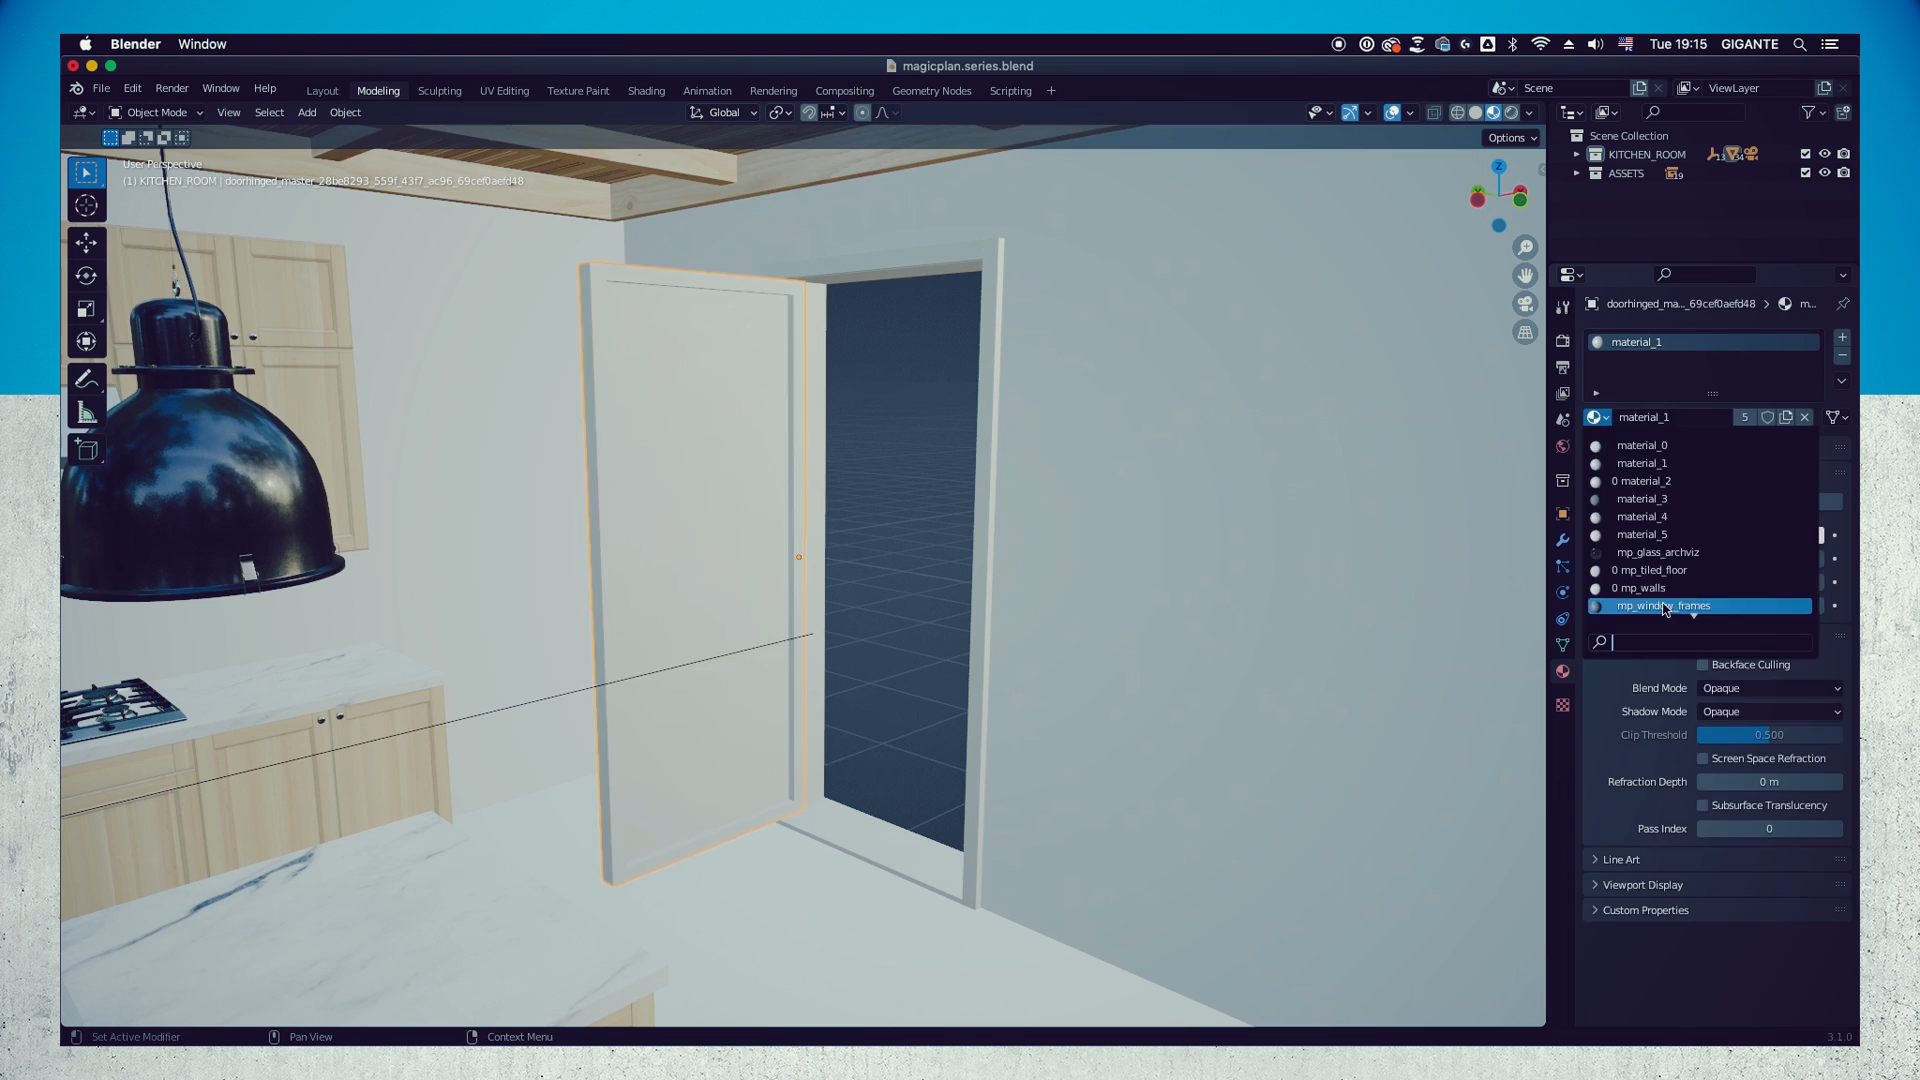 Blender Window
Tue 19:15 GIGANTE
magicplan.series.blend
File Edit Render Window Help
Layout Modeling Sculpting UV Editing Texture Paint Shading Animation Rendering Compositing Geometry Nodes Scripting +
Scene
ViewLayer
Object Mode View Select Add Object
Global
Options
User Perspective
(1) KITCHEN_ROOM | doorhinged_master_28be8293_559f_43f7_ac96_69cef0aefd48
Z
Scene Collection
KITCHEN_ROOM
13
34
ASSETS
19
doorhinged_ma..._69cef0aefd48 > m...
material_1
material_1 5
material_0
material_1
0 material_2
material_3
material_4
material_5
mp_glass_archviz
0 mp_tiled_floor
0 mp_walls
mp_window_frames
Backface Culling
Blend Mode Opaque
Shadow Mode Opaque
Clip Threshold 0.500
Screen Space Refraction
Refraction Depth 0 m
Subsurface Translucency
Pass Index 0
Line Art
Viewport Display
Custom Properties
Set Active Modifier Pan View Context Menu
3.1.0